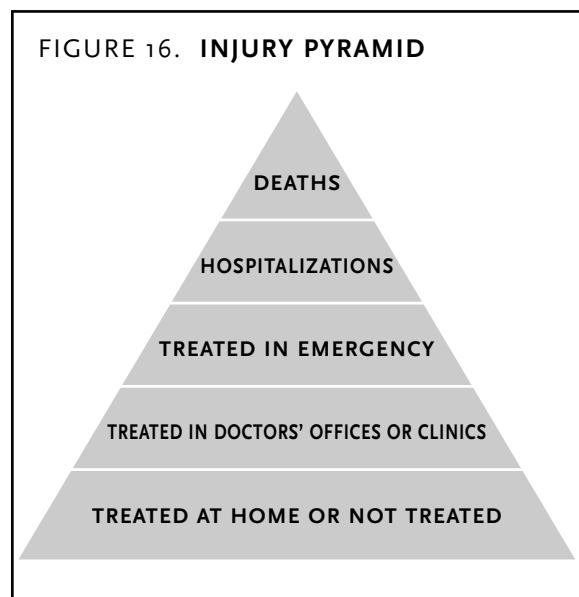 FIGURE 16. INJURY PYRAMID
DEATHS
HOSPITALIZATIONS
TREATED IN EMERGENCY
TREATED IN DOCTORS’ OFFICES OR CLINICS
TREATED AT HOME OR NOT TREATED